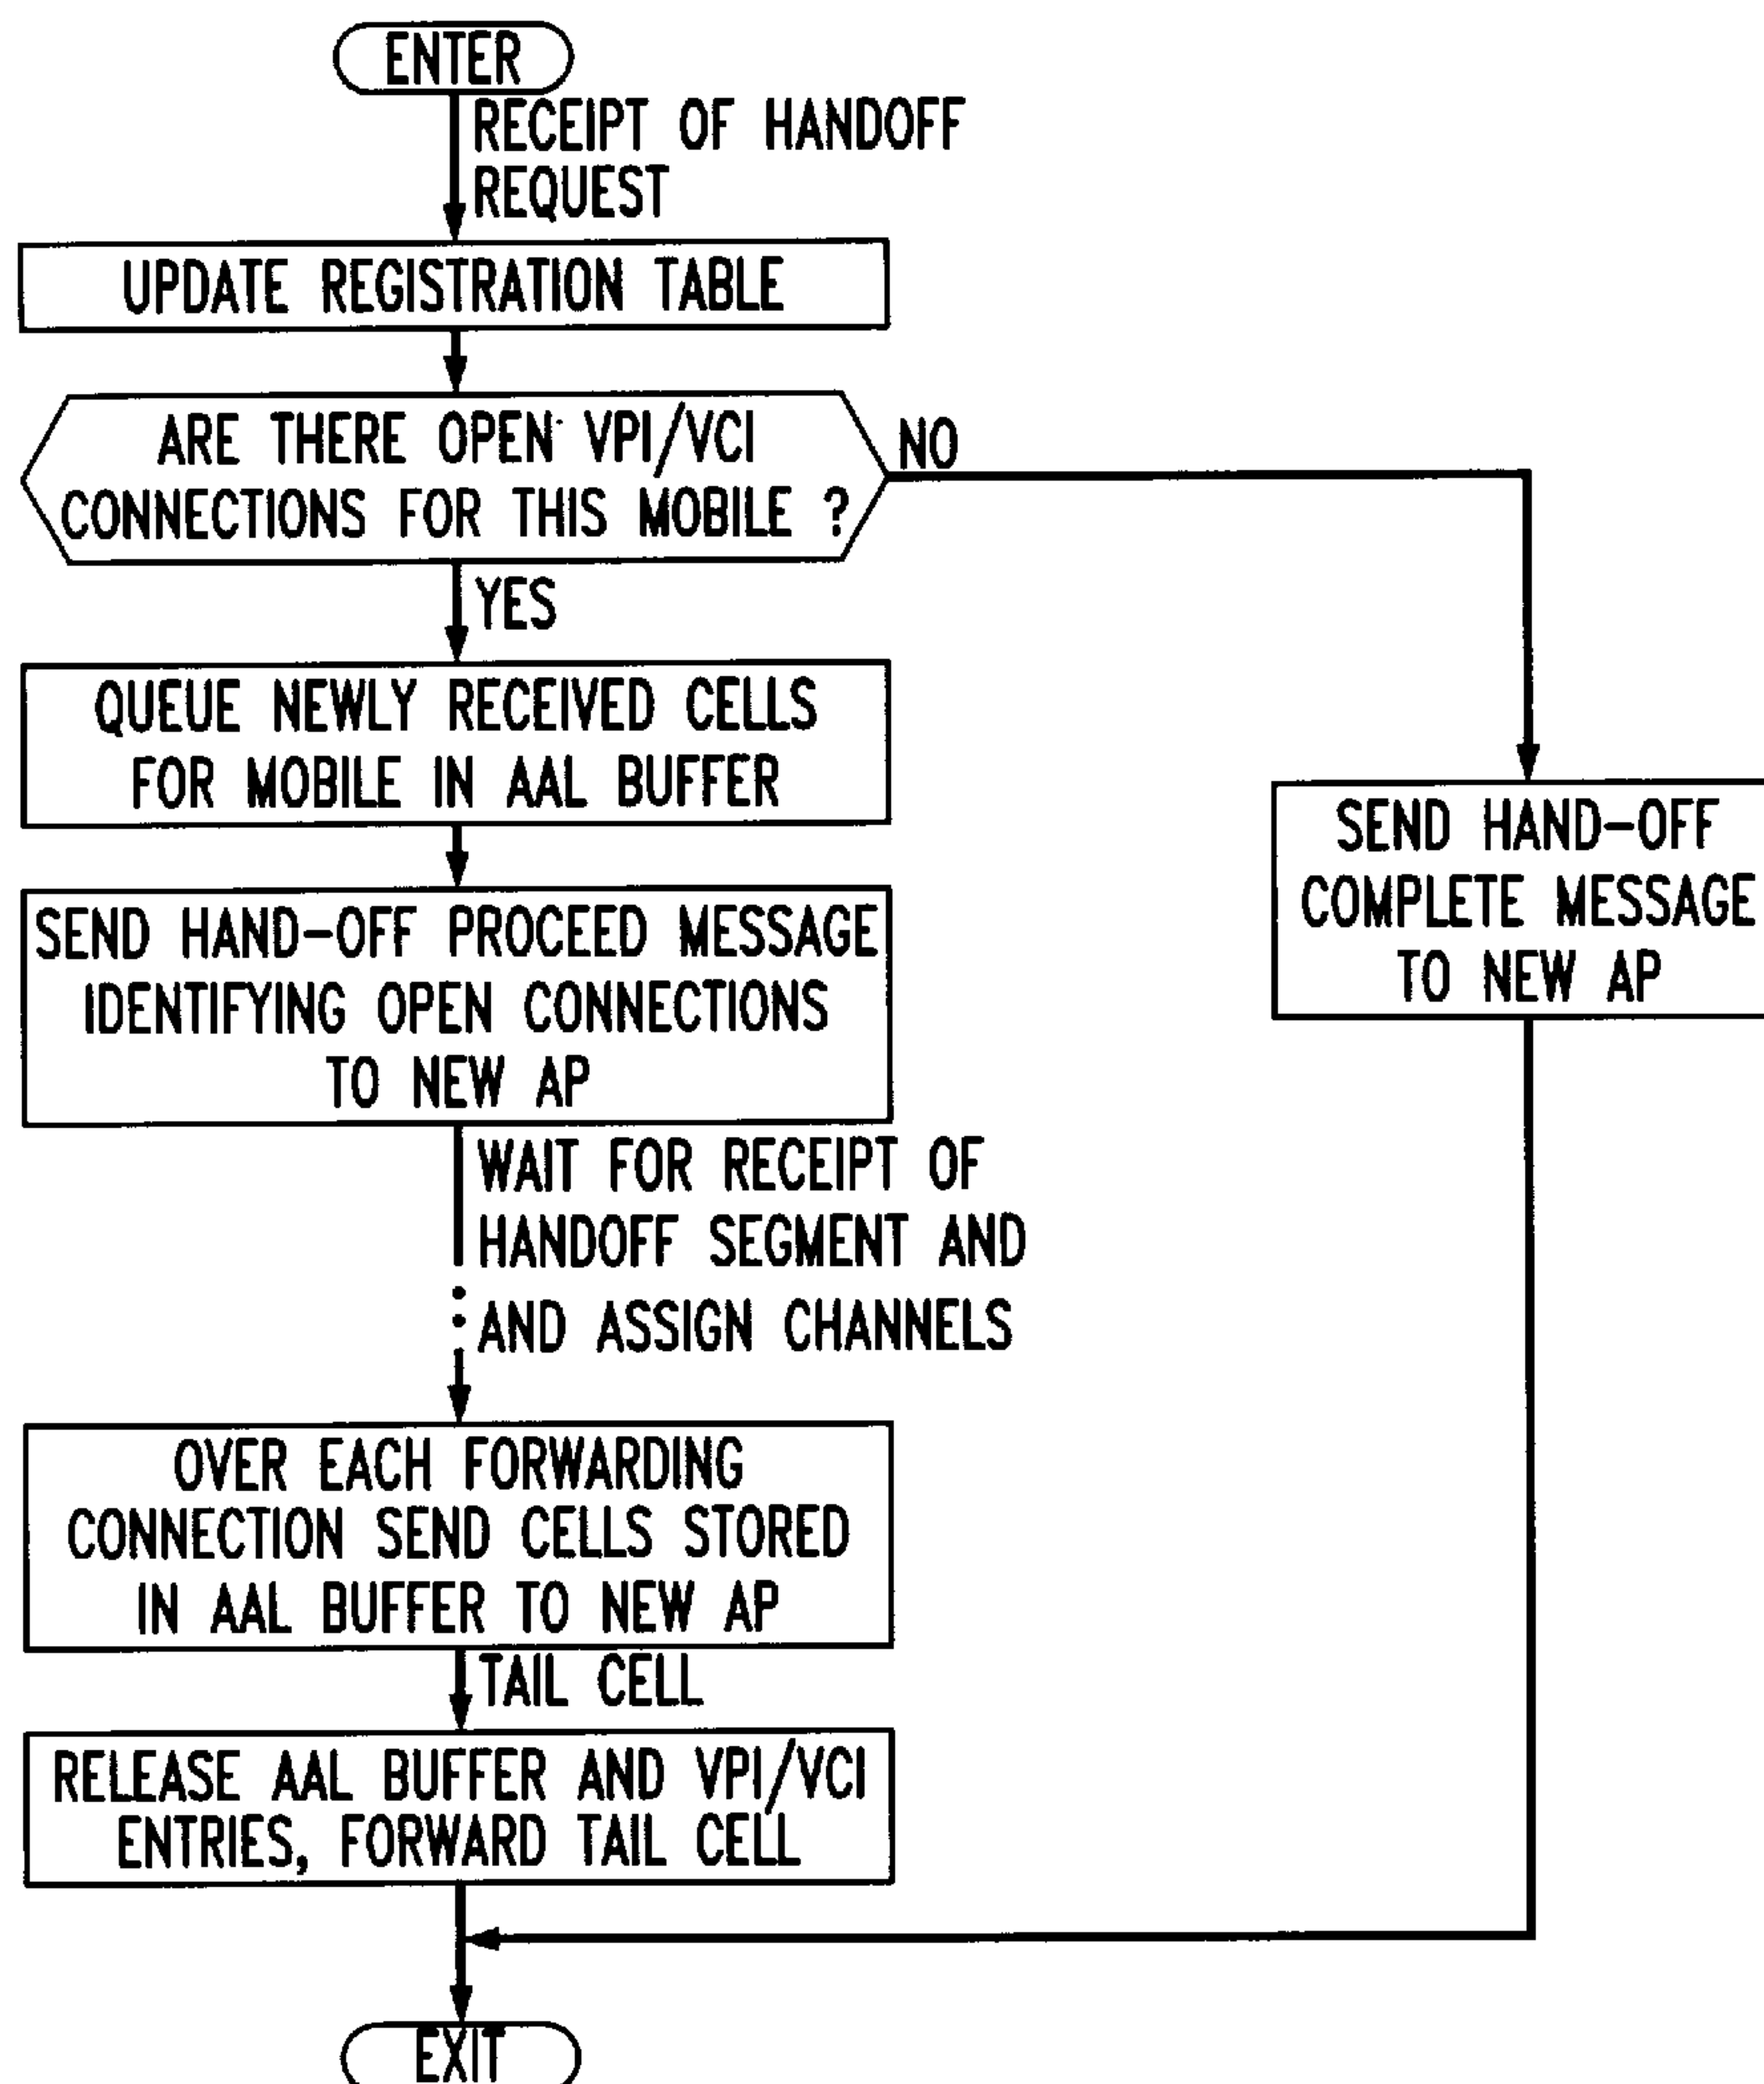 ENTER
RECEIPT OF HANDOFF
REQUEST
UPDATE REGISTRATION TABLE
ARE THERE OPEN VPI/VCI
CONNECTIONS FOR THIS MOBILE ?
NO
YES
QUEUE NEWLY RECEIVED CELLS
FOR MOBILE IN AAL BUFFER
SEND HAND-OFF PROCEED MESSAGE
IDENTIFYING OPEN CONNECTIONS
TO NEW AP
SEND HAND-OFF
COMPLETE MESSAGE
TO NEW AP
WAIT FOR RECEIPT OF
HANDOFF SEGMENT AND
AND ASSIGN CHANNELS
OVER EACH FORWARDING
CONNECTION SEND CELLS STORED
IN AAL BUFFER TO NEW AP
TAIL CELL
RELEASE AAL BUFFER AND VPI/VCI
ENTRIES, FORWARD TAIL CELL
EXIT